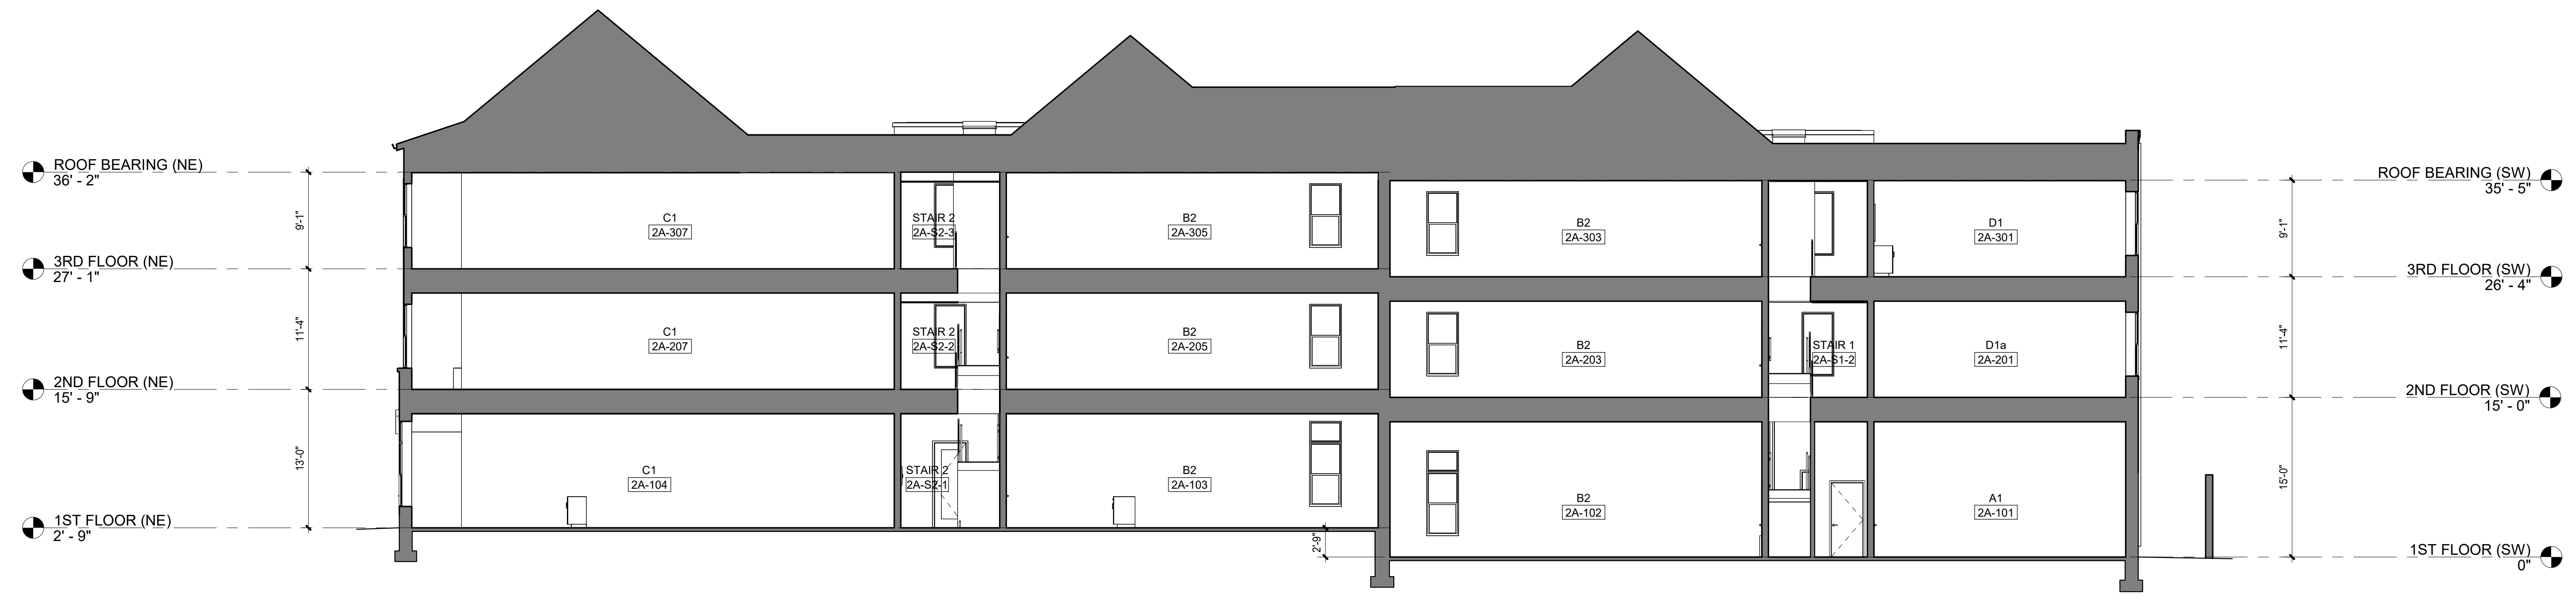 ROOF BEARING (NE)
36' - 2"
ROOF BEARING (SW)
35' - 5"
9'-1"
C1
2A-307
STAIR 2
2A-S2-3
B2
2A-305
B2
2A-303
D1
2A-301
9'-1"
3RD FLOOR (NE)
27' - 1"
3RD FLOOR (SW)
26' - 4"
11'-4"
C1
2A-207
STAIR 2
2A-S2-2
B2
2A-205
B2
2A-203
STAIR 1
2A-S1-2
D1a
2A-201
11'-4"
2ND FLOOR (NE)
15' - 9"
2ND FLOOR (SW)
15' - 0"
13'-0"
C1
2A-104
STAIR 2
2A-S2-1
B2
2A-103
B2
2A-102
A1
2A-101
15'-0"
1ST FLOOR (NE)
2' - 9"
2'-9"
1ST FLOOR (SW)
0"